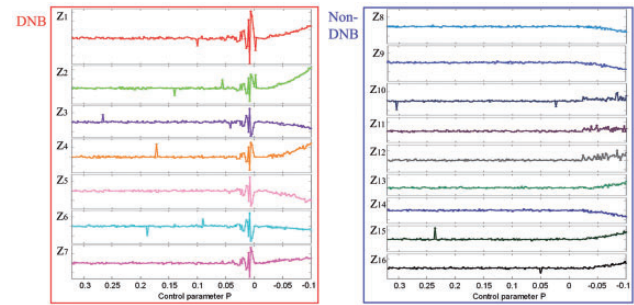 DNB
Z1
Z2
Z3
Z4
Z5
Z6
Z7
0.3 0.25 0.2 0.15 0.1 0.05 0 -0.05 -0.1
Control parameter P
Non-
DNB
Z8
Z9
Z10
Z11
Z12
Z13
Z14
Z15
Z16
0.3 0.25 0.2 0.15 0.1 0.05 0 -0.05 -0.1
Control parameter P